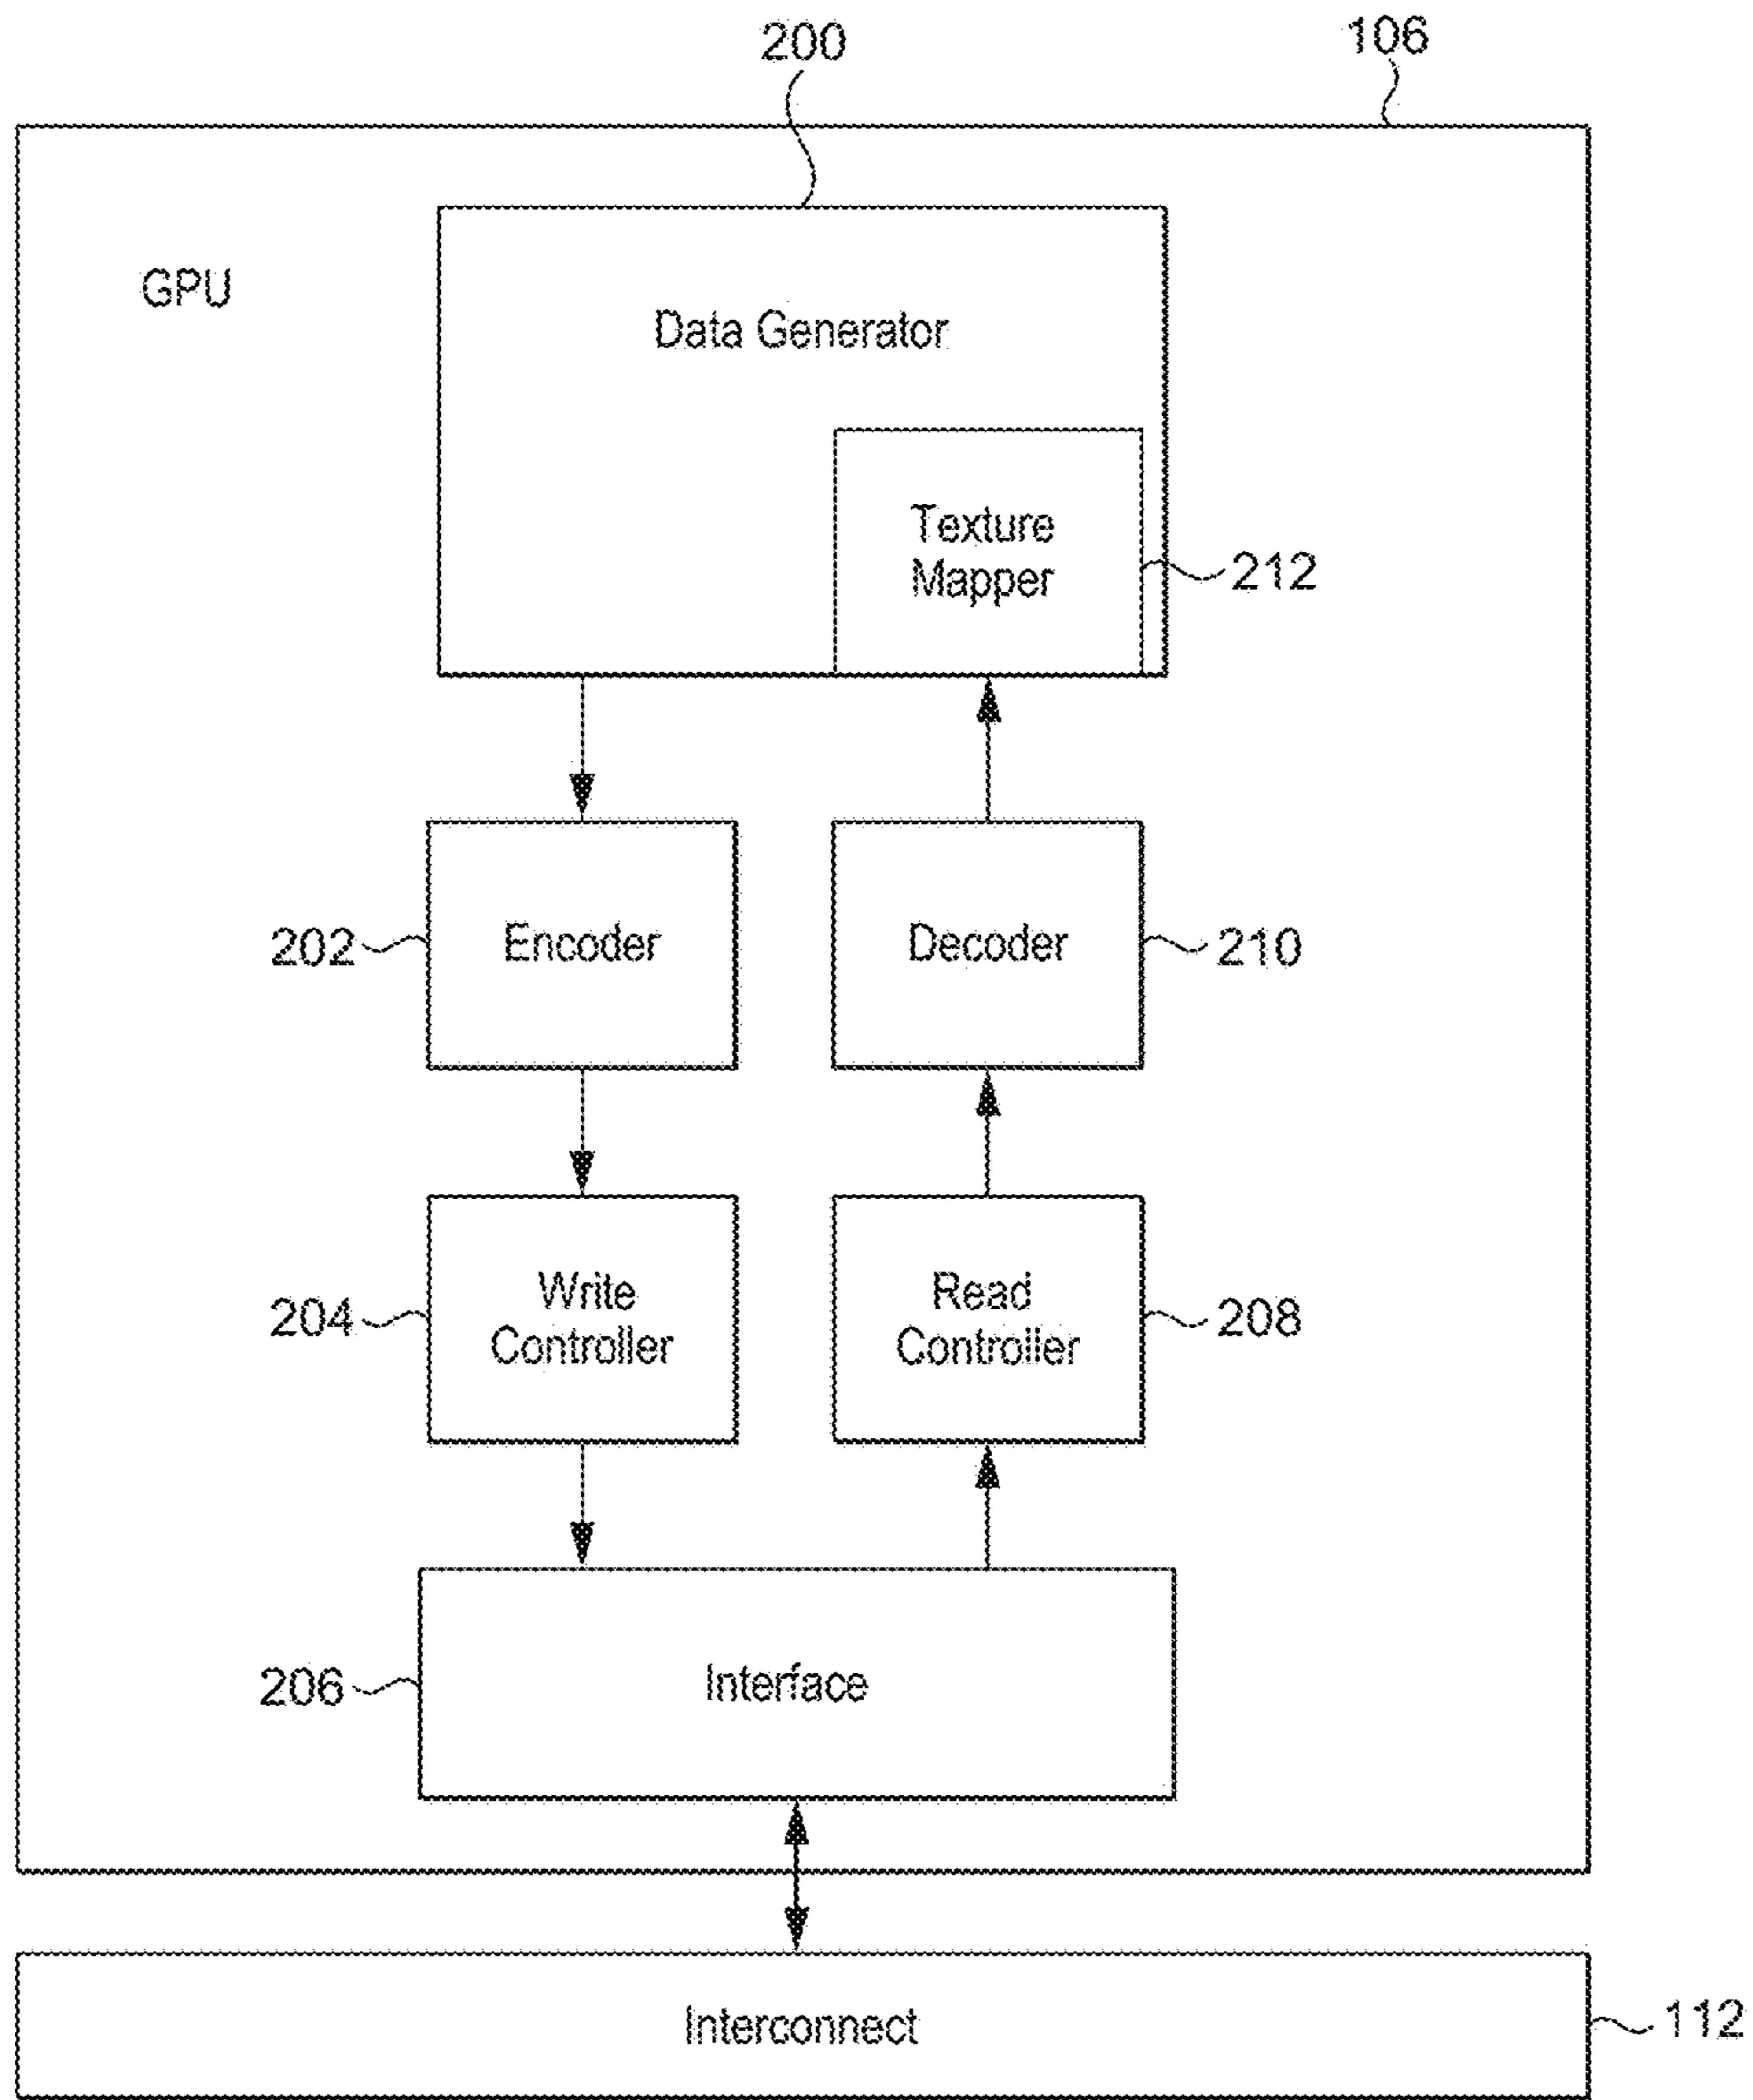 200
106
GPU
Data Generator
Texture
Mapper
212
202
Encoder
Decoder
210
204
Write
Controller
Read
Controller
208
206
Interface
Interconnect
112